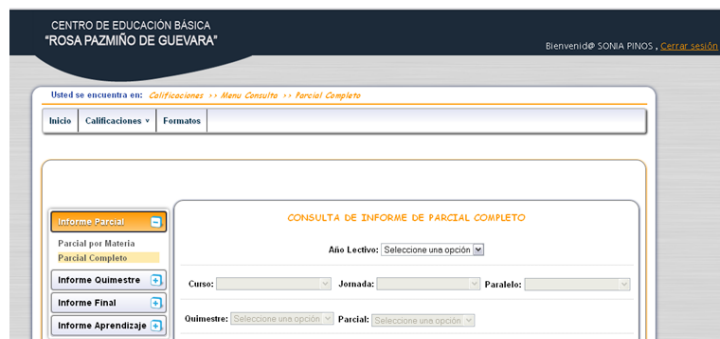 CENTRO DE EDUCACIÓN BÁSICA
"ROSA PAZMIÑO DE GUEVARA"
Bienvenid@ SONIA PINOS , Cerrar sesión
Usted se encuentra en: Calificaciones >> Menu Consulta >> Parcial Completo
Inicio Calificaciones v Formatos
Informe Parcial
CONSULTA DE INFORME DE PARCIAL COMPLETO
Parcial por Materia
Año Lectivo: Seleccione una opción
Parcial Completo
Informe Quimestre
Curso: Jornada: Paralelo:
Informe Final
Quimestre: Seleccione una opción Parcial: Seleccione una opción
Informe Aprendizaje